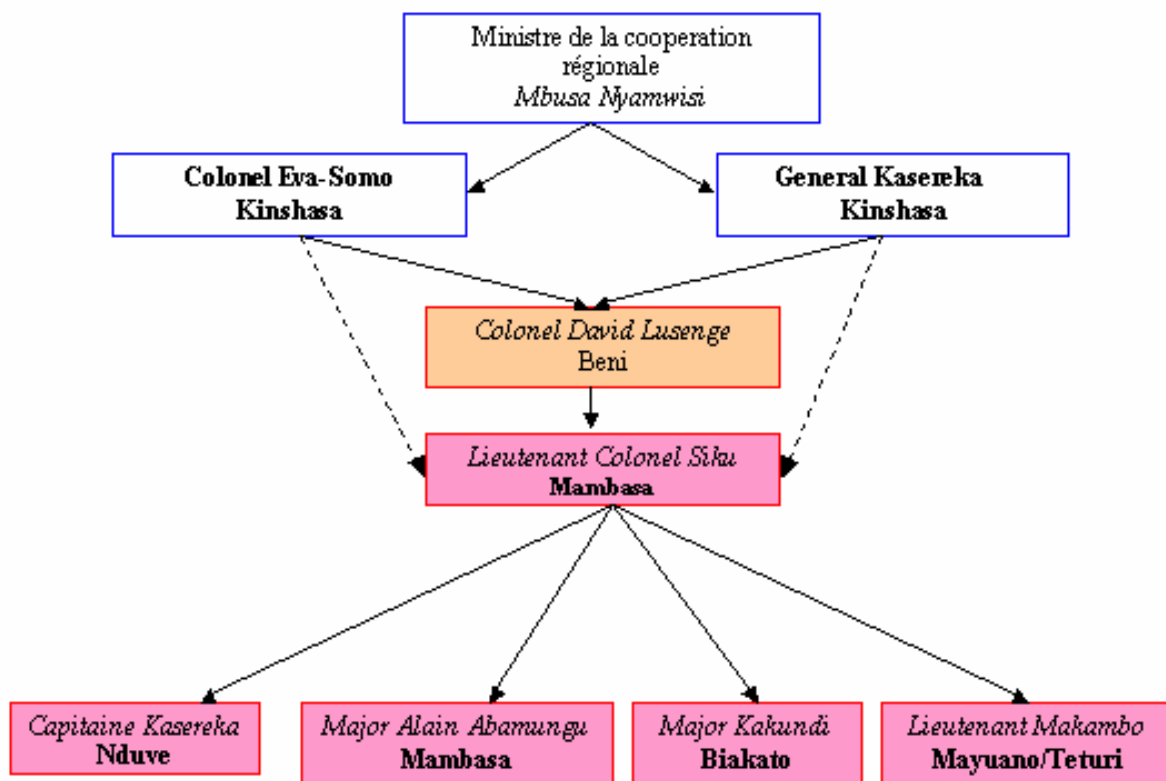 Ministre de la cooperation
régionale
Mbusa Nyamwisi
Colonel Eva-Somo
Kinshasa
General Kasereka
Kinshasa
Colonel David Lusenge
Beni
Lieutenant Colonel Siku
Mambasa
Capitaine Kasereka
Nduve
Major Alain Abamungu
Mambasa
Major Kakundi
Biakato
Lieutenant Makambo
Mayuano/Teturi